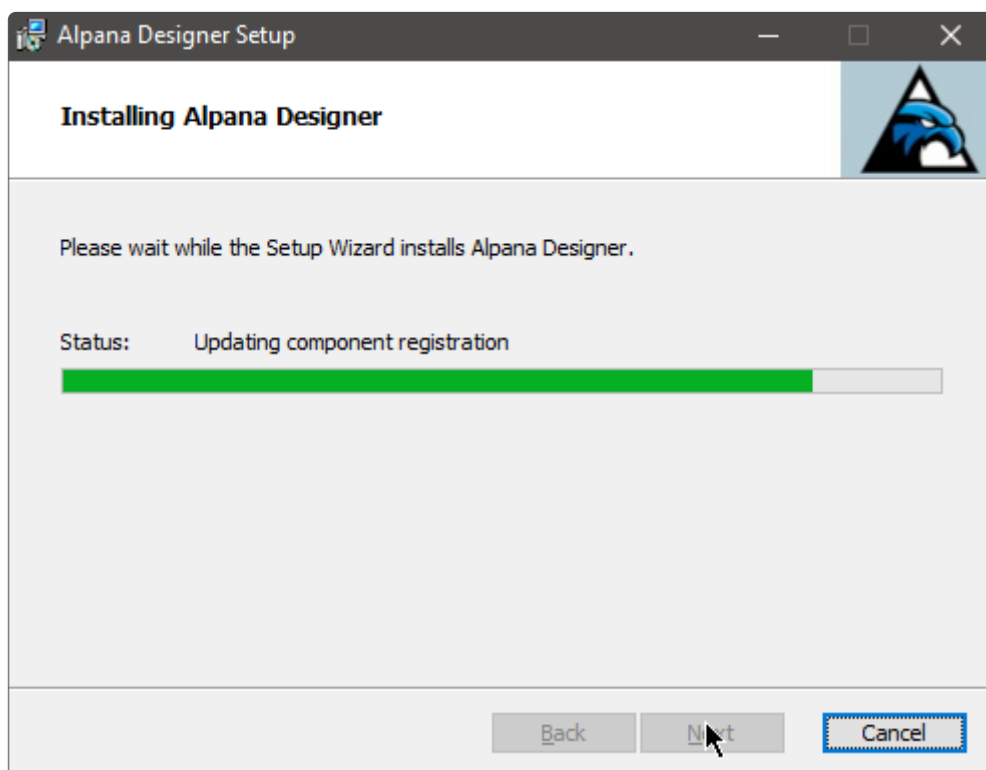 Alpana Designer Setup
Installing Alpana Designer
Please wait while the Setup Wizard installs Alpana Designer.
Status: Updating component registration
Back Next Cancel